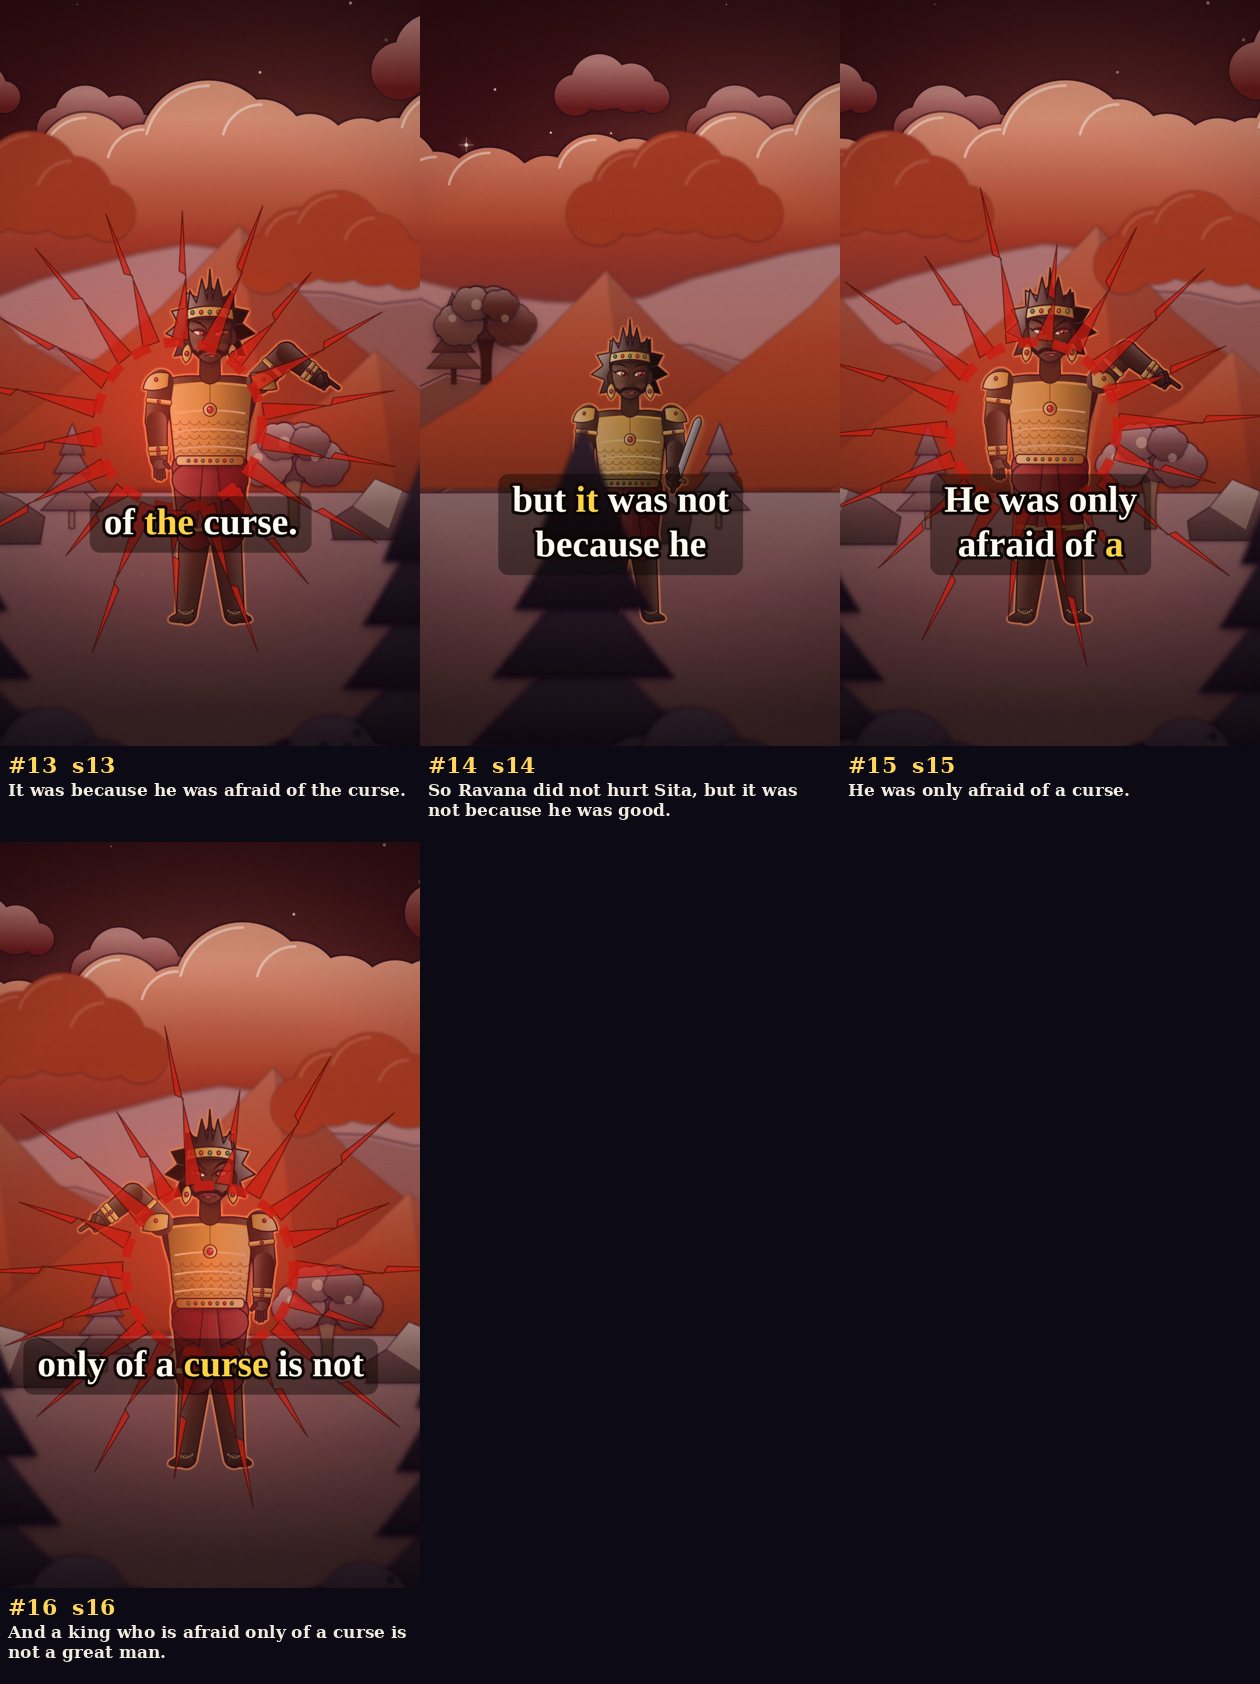 of the curse.
but it was not
because he
He was only
afraid of a
#13 s13
It was because he was afraid of the curse.
#14 s14
So Ravana did not hurt Sita, but it was
not because he was good.
#15 s15
He was only afraid of a curse.
only of a curse is not
#16 s16
And a king who is afraid only of a curse is
not a great man.